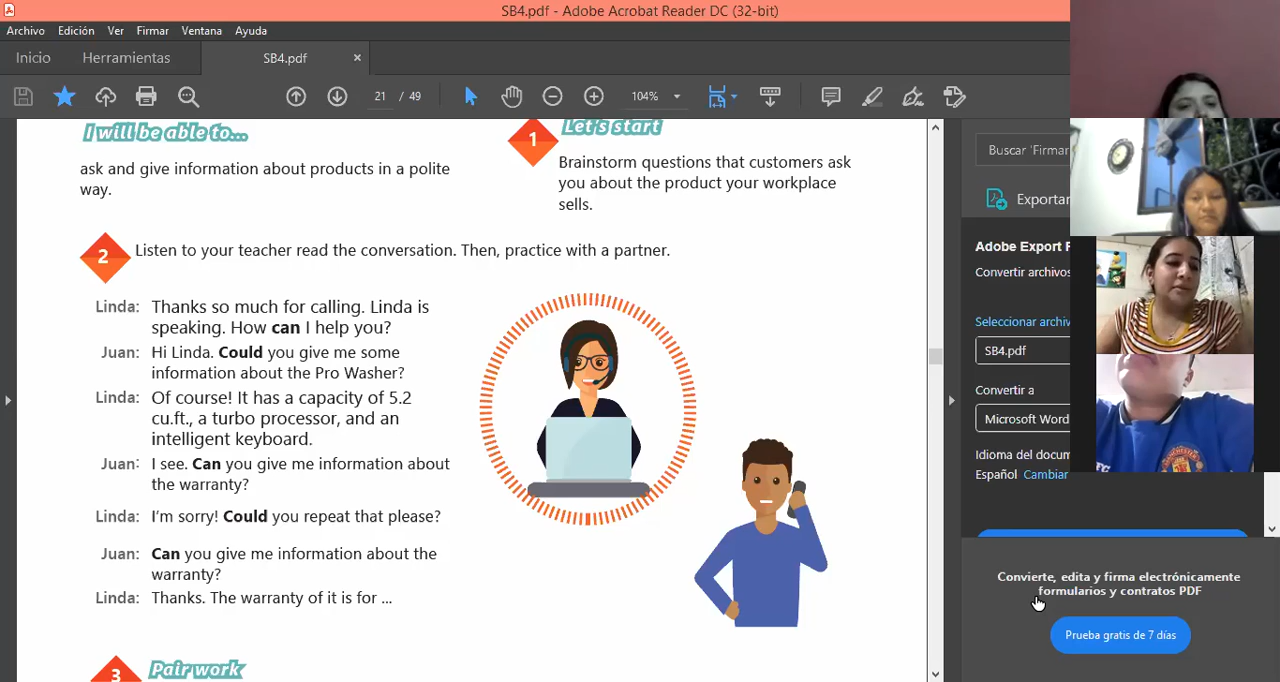 SB4.pdf - Adobe Acrobat Reader DC (32-bit)
Archivo Edición Ver Firmar Ventana Ayuda
Inicio Herramientas SB4.pdf ×
21 / 49 104%
I will be able to...
ask and give information about products in a polite
way.
1 Let's start
Brainstorm questions that customers ask
you about the product your workplace
sells.
2 Listen to your teacher read the conversation. Then, practice with a partner.
Linda: Thanks so much for calling. Linda is
speaking. How can I help you?
Juan: Hi Linda. Could you give me some
information about the Pro Washer?
Linda: Of course! It has a capacity of 5.2
cu.ft., a turbo processor, and an
intelligent keyboard.
Juan: I see. Can you give me information about
the warranty?
Linda: I'm sorry! Could you repeat that please?
Juan: Can you give me information about the
warranty?
Linda: Thanks. The warranty of it is for ...
3 Pair work
Buscar 'Firmar
Exportar
Adobe Export
Convertir archivos
Seleccionar archiv
SB4.pdf
Convertir a
Microsoft Word
Idioma del docum
Español Cambiar
Convierte, edita y firma electrónicamente
formularios y contratos PDF
Prueba gratis de 7 días